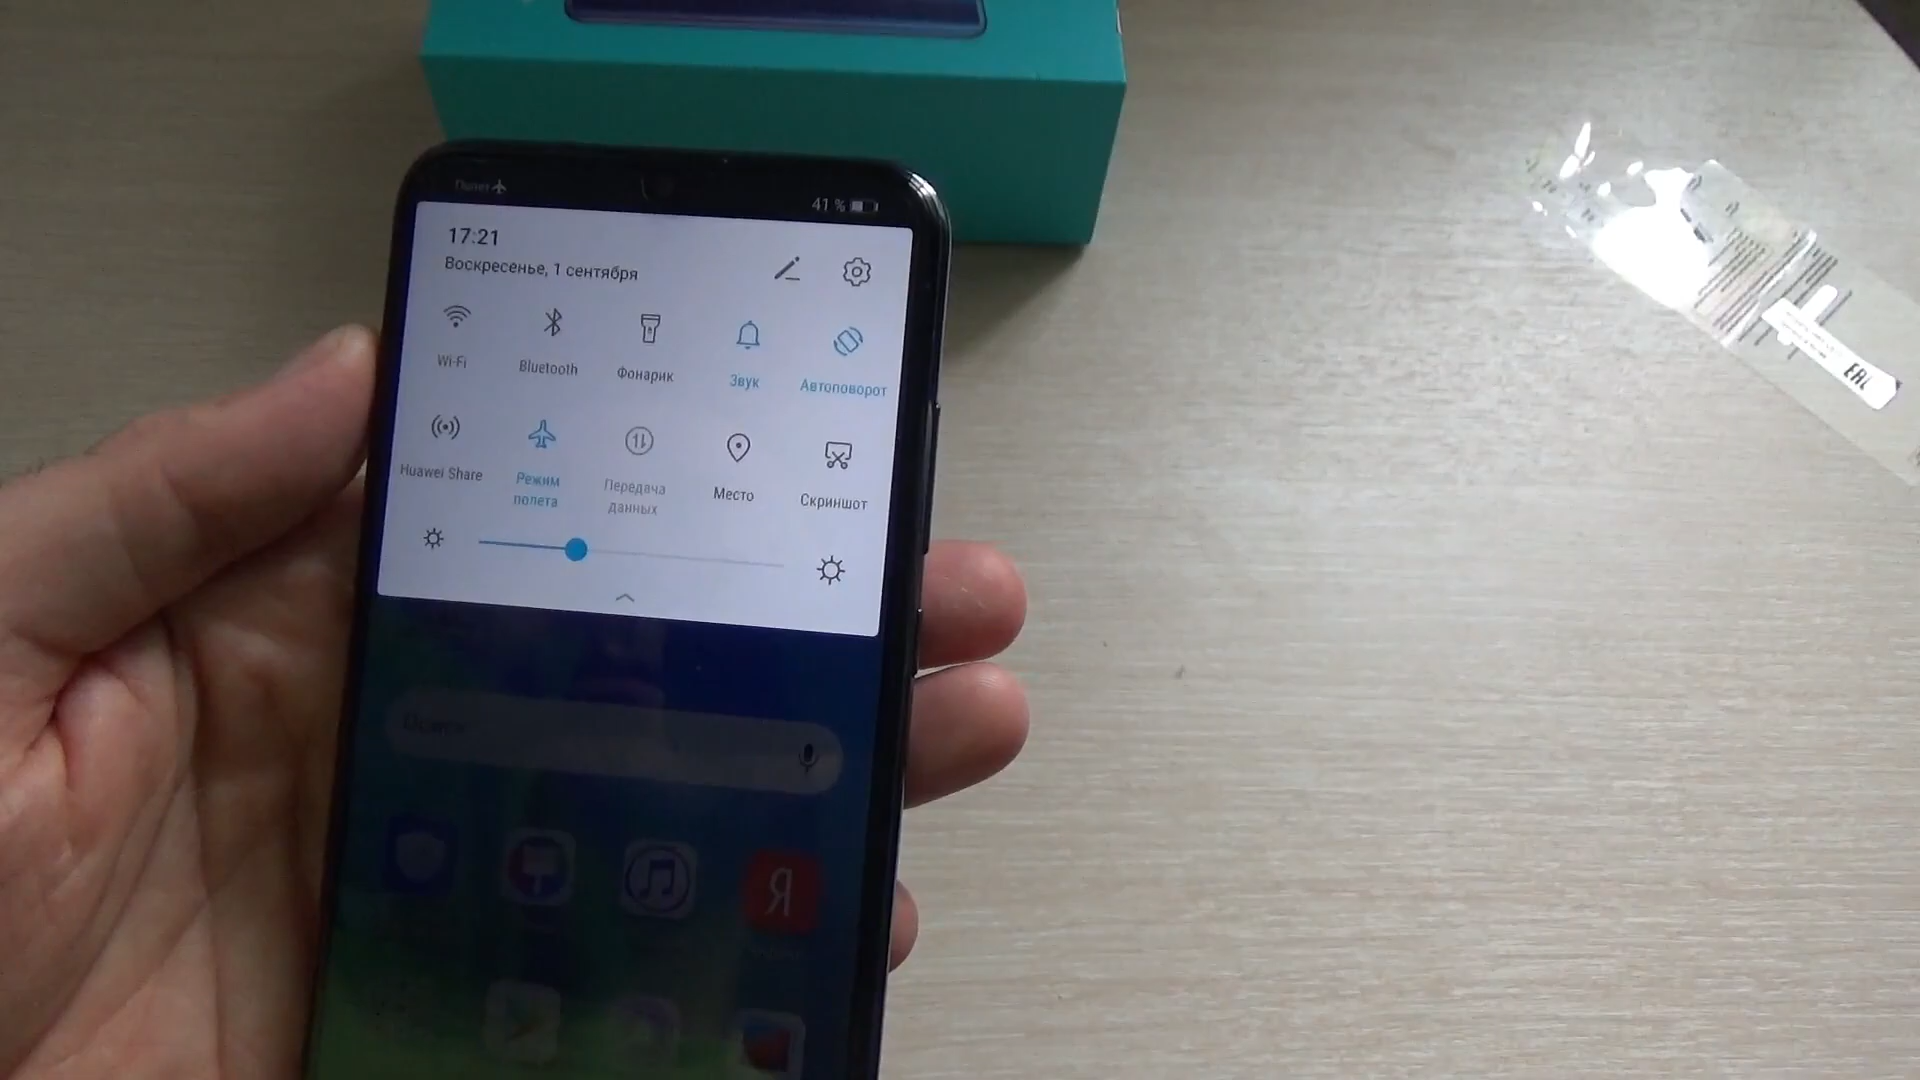 41 %
17:21
Воскресенье, 1 сентября
Wi-Fi
Bluetooth
Фонарик
Звук
Автоповорот
Huawei Share
Режим
полета
Передача
данных
Место
Скриншот
Я
EAC